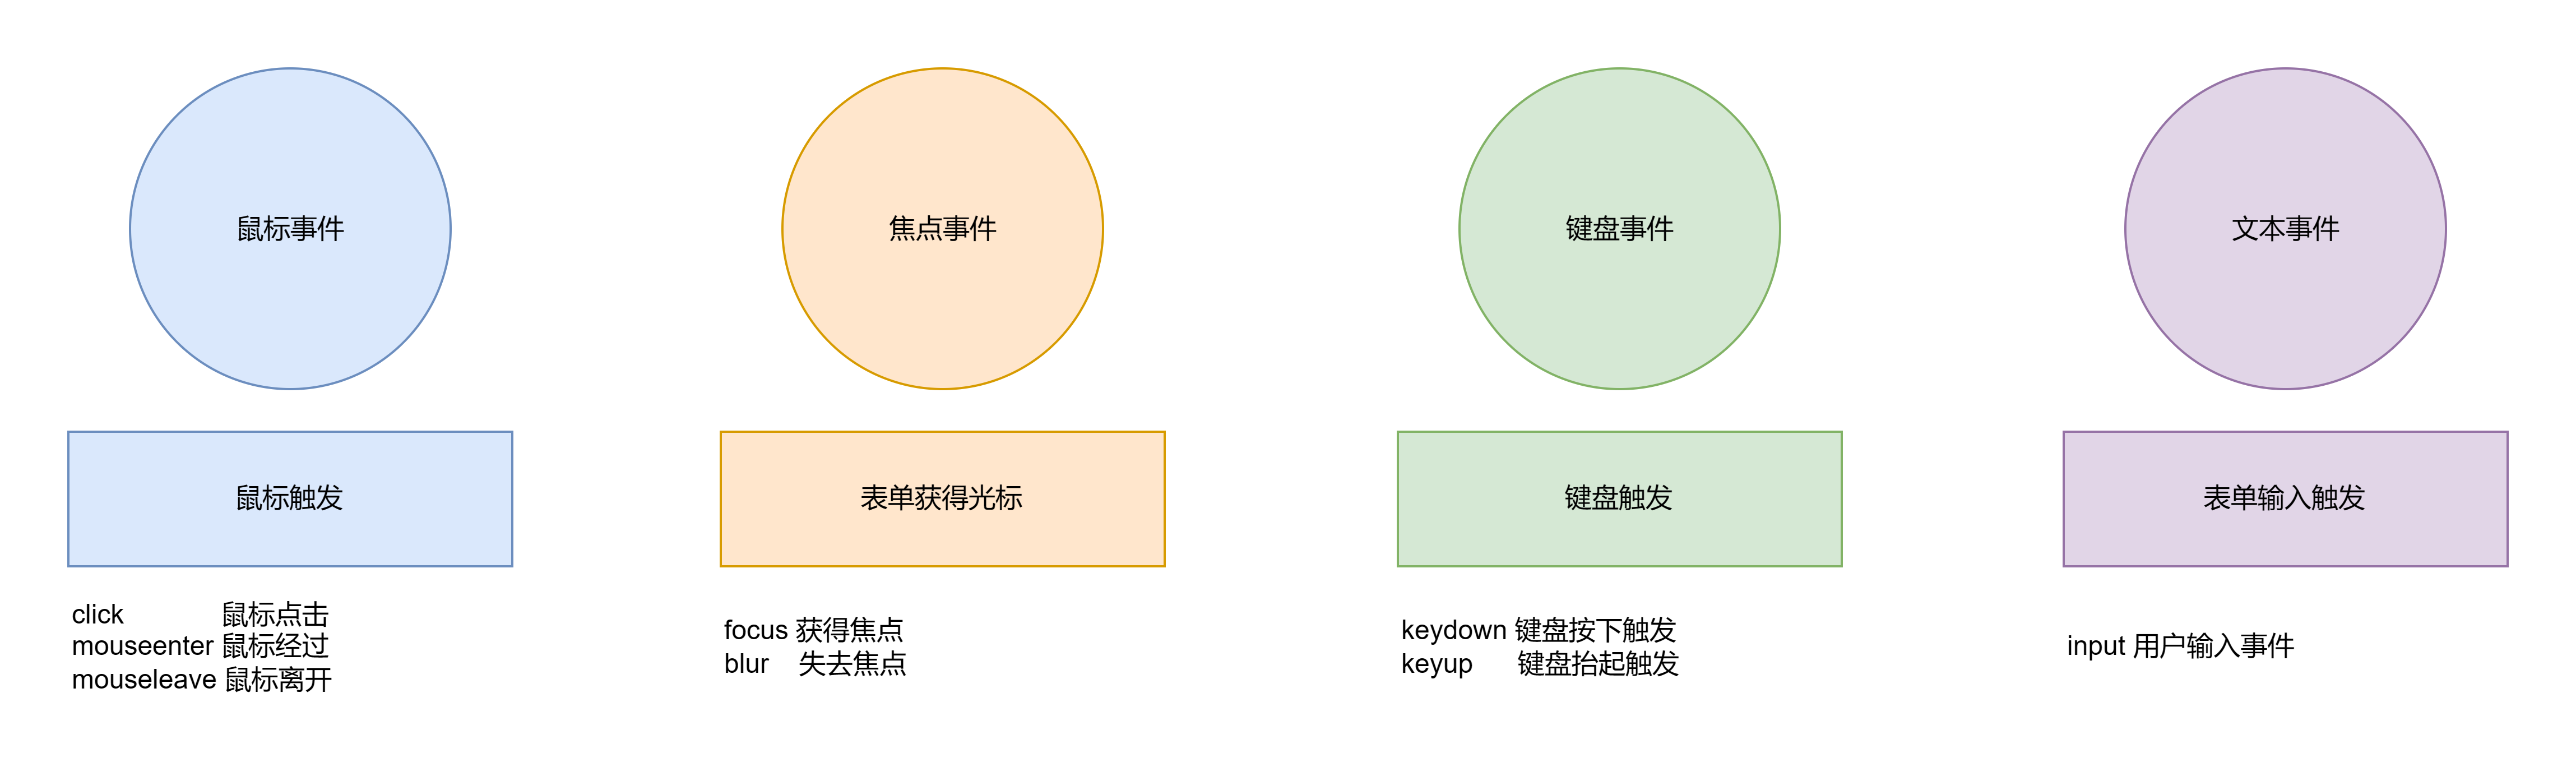 鼠标事件
鼠标触发
click 鼠标点击
mouseenter 鼠标经过
mouseleave 鼠标离开
焦点事件
表单获得光标
focus 获得焦点
blur 失去焦点
键盘事件
键盘触发
keydown 键盘按下触发
keyup 键盘抬起触发
文本事件
表单输入触发
input 用户输入事件